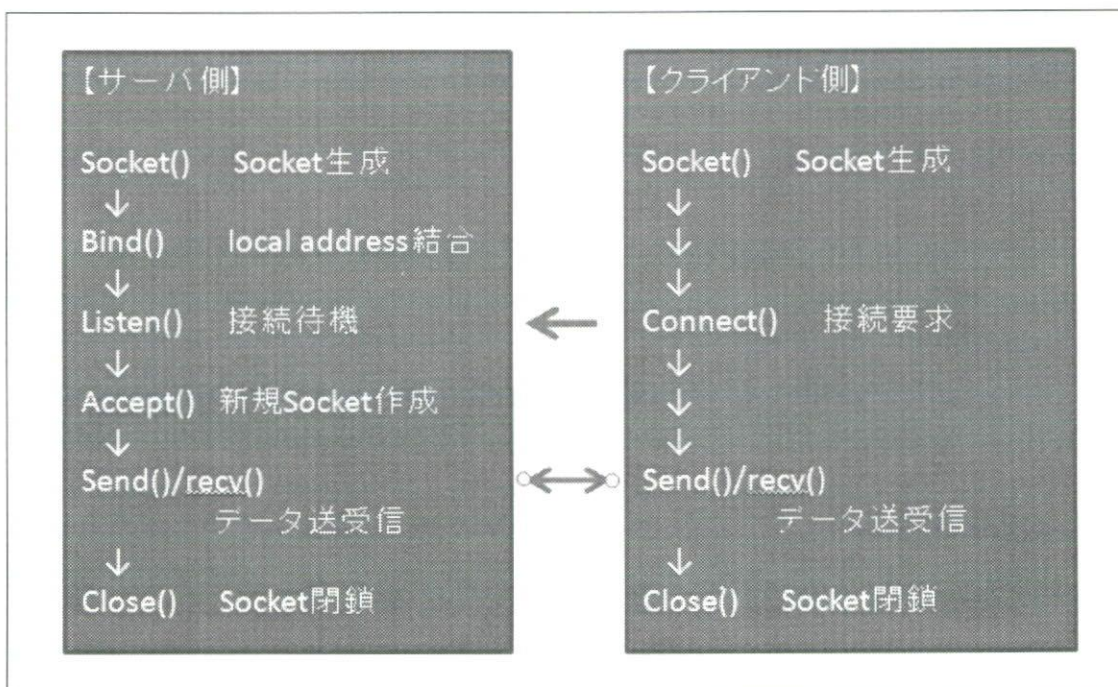 【サーバ側】
Socket() Socket生成
↓
Bind() local address結合
↓
Listen() 接続待機
↓
Accept() 新規Socket作成
↓
Send()/recv()
データ送受信
↓
Close() Socket閉鎖
【クライアンド側】
Socket() Socket生成
↓
↓
↓
Connect() 接続要求
↓
↓
↓
Send()/recv()
データ送受信
↓
Close() Socket閉鎖